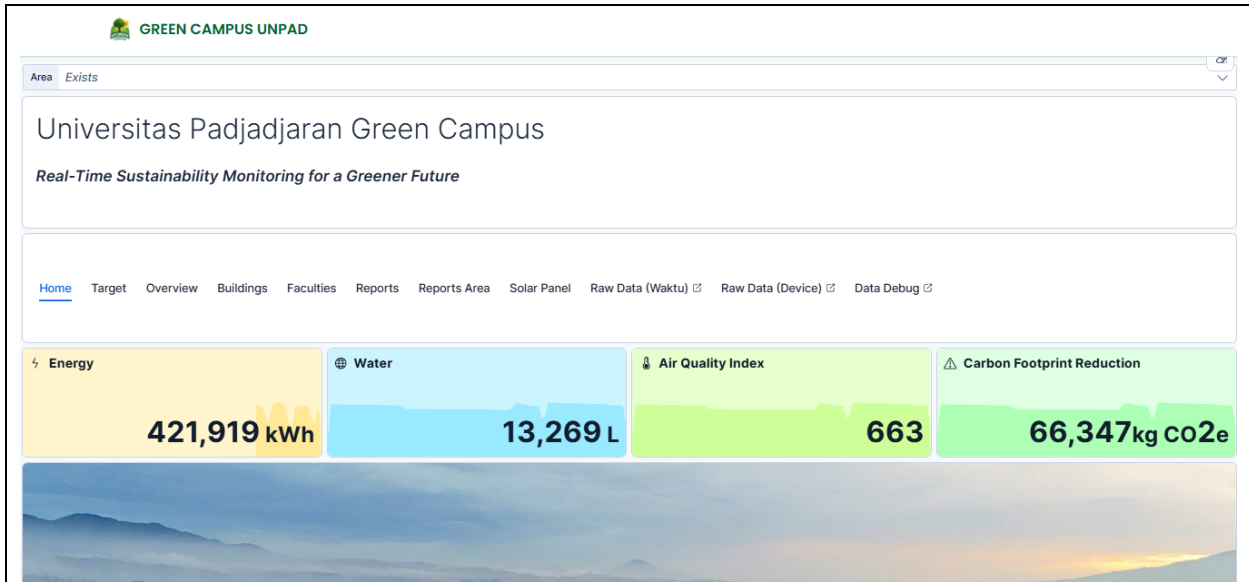 GREEN CAMPUS UNPAD
Area Exists
Universitas Padjadjaran Green Campus
Real-Time Sustainability Monitoring for a Greener Future
Home Target Overview Buildings Faculties Reports Reports Area Solar Panel Raw Data (Waktu) Raw Data (Device) Data Debug
Energy Water Air Quality Index Carbon Footprint Reduction
421,919 kWh 13,269 L 663 66,347kg CO2e